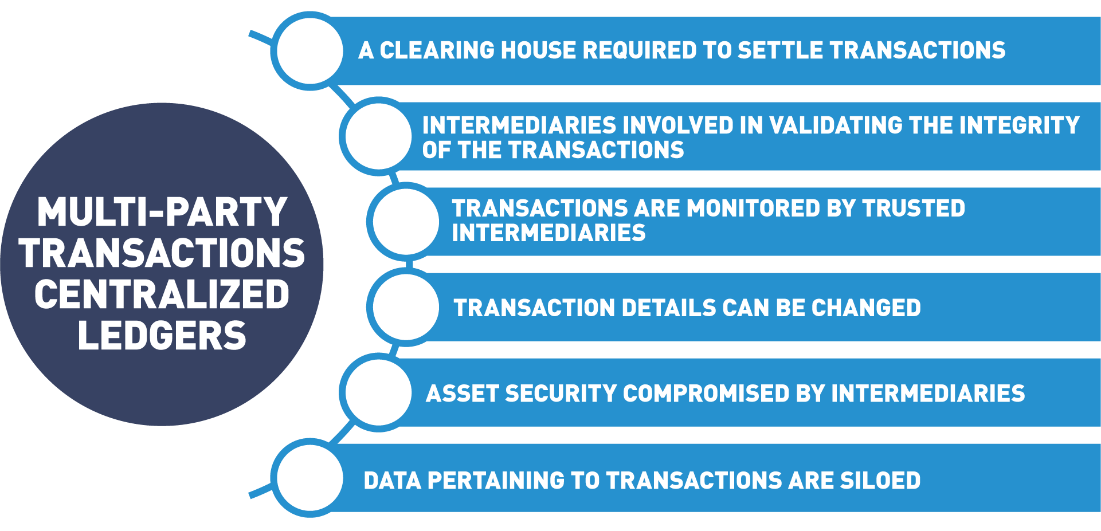 MULTI-PARTY
TRANSACTIONS
CENTRALIZED
LEDGERS
A CLEARING HOUSE REQUIRED TO SETTLE TRANSACTIONS
INTERMEDIARIES INVOLVED IN VALIDATING THE INTEGRITY
OF THE TRANSACTIONS
TRANSACTIONS ARE MONITORED BY TRUSTED
INTERMEDIARIES
TRANSACTION DETAILS CAN BE CHANGED
ASSET SECURITY COMPROMISED BY INTERMEDIARIES
DATA PERTAINING TO TRANSACTIONS ARE SILOED